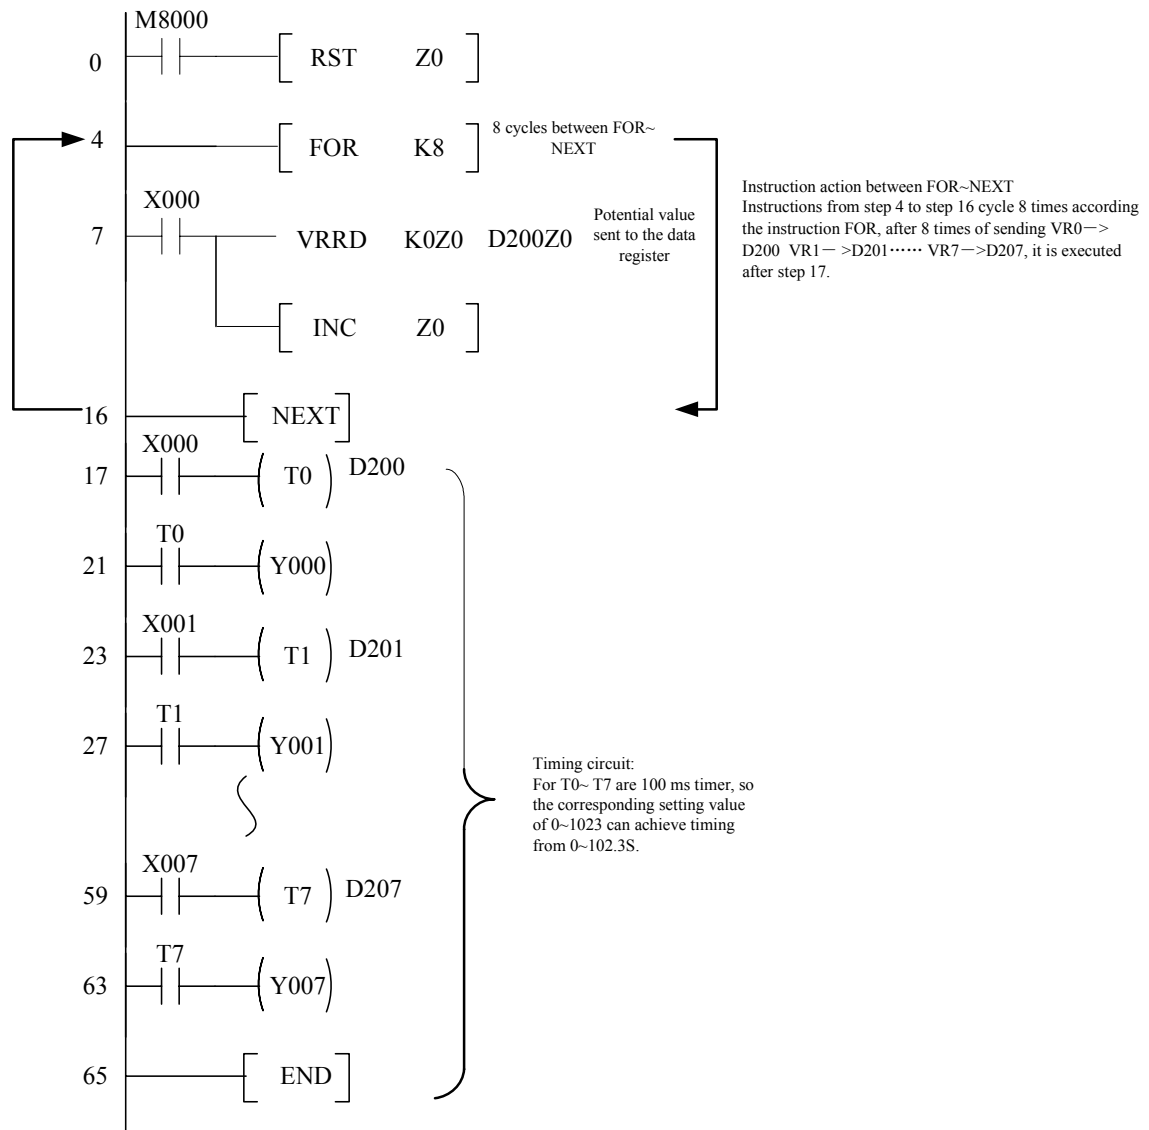 M8000
0 RST Z0
4 FOR K8 8 cycles between FOR~
NEXT
X000
7 VRRD K0Z0 D200Z0 Potential value
sent to the data
register
Instruction action between FOR~NEXT
Instructions from step 4 to step 16 cycle 8 times according
the instruction FOR, after 8 times of sending VR0—>
D200 VR1— >D201…… VR7—>D207, it is executed
after step 17.
INC Z0
16 NEXT
X000
17 T0 D200
T0
21 Y000
X001
23 T1 D201
T1
27 Y001
Timing circuit:
For T0~ T7 are 100 ms timer, so
the corresponding setting value
of 0~1023 can achieve timing
from 0~102.3S.
X007
59 T7 D207
T7
63 Y007
65 END